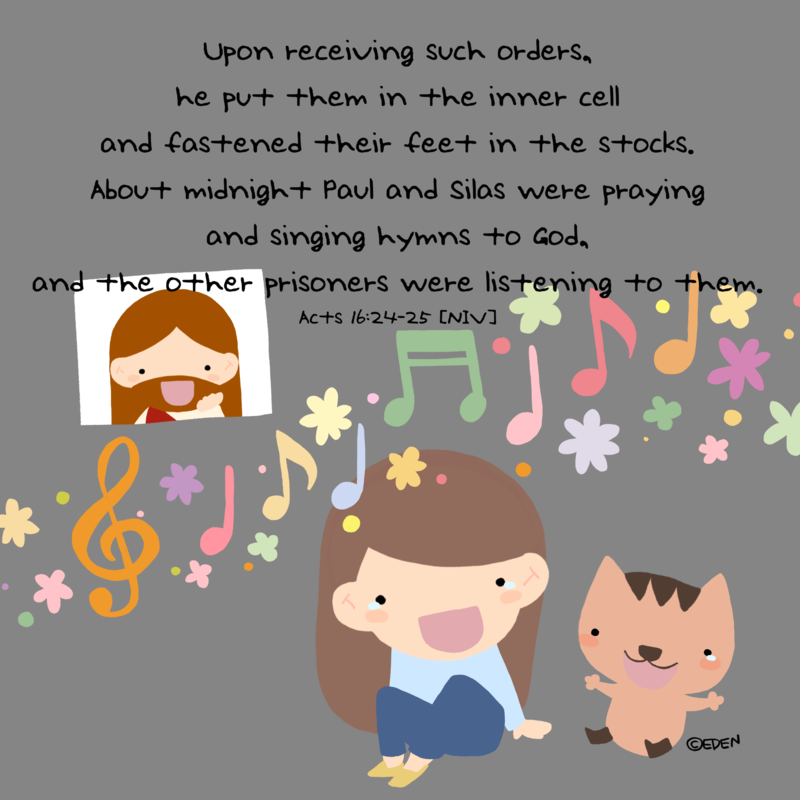 Upon receiving such orders,
he put them in the inner cell
and fastened their feet in the stocks.
About midnight Paul and Silas were praying
and singing hymns to God,
and the other prisoners were listening to them.
Acts 16:24-25 [NIV]
©EDEN